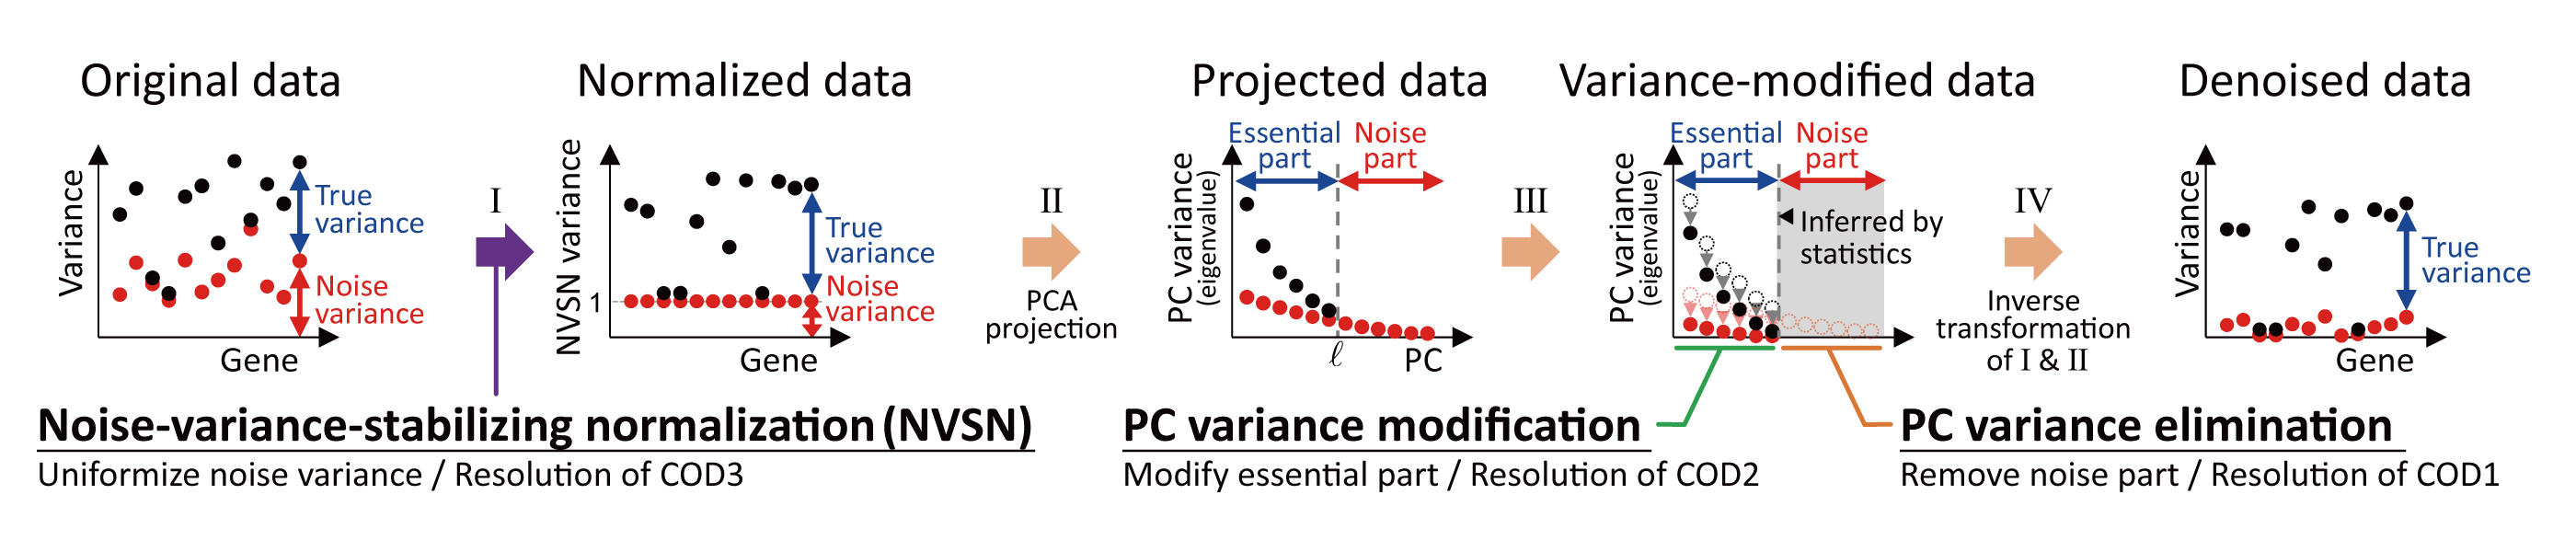 Original data
Variance
True
variance
Noise
variance
Gene
I
Normalized data
NVSN variance
1
True
variance
Noise
variance
Gene
II
PCA
projection
Projected data
Essential
part
Noise
part
PC variance
(eigenvalue)
ℓ
PC
III
Variance-modified data
Essential
part
Noise
part
PC variance
(eigenvalue)
Inferred by
statistics
IV
Inverse
transformation
of I & II
Denoised data
Variance
True
variance
Gene
Noise-variance-stabilizing normalization (NVSN)
Uniformize noise variance / Resolution of COD3
PC variance modification
Modify essential part / Resolution of COD2
PC variance elimination
Remove noise part / Resolution of COD1